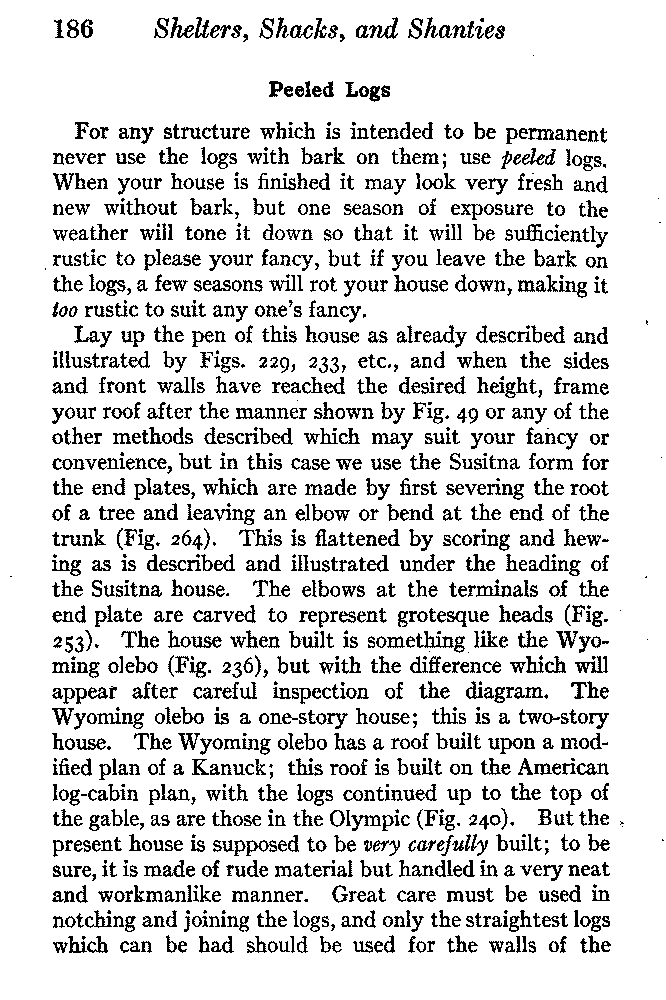 186 Shelters, Shacks, and Shanties
Peeled Logs
For any structure which is intended to be permanent
never use the logs with bark on them; use peeled logs.
When your house is finished it may look very fresh and
new without bark, but one season of exposure to the
weather will tone it down so that it will be sufficiently
rustic to please your fancy, but if you leave the bark on
the logs, a few seasons will rot your house down, making it
too rustic to suit any one's fancy.
Lay up the pen of this house as already described and
illustrated by Figs. 229, 233, etc., and when the sides
and front walls have reached the desired height, frame
your roof after the manner shown by Fig. 49 or any of the
other methods described which may suit your fancy or
convenience, but in this case we use the Susitna form for
the end plates, which are made by first severing the root
of a tree and leaving an elbow or bend at the end of the
trunk (Fig. 264). This is flattened by scoring and hew-
ing as is described and illustrated under the heading of
the Susitna house. The elbows at the terminals of the
end plate are carved to represent grotesque heads (Fig.
253). The house when built is something like the Wyo-
ming olebo (Fig. 236), but with the difference which will
appear after careful inspection of the diagram. The
Wyoming olebo is a one-story house; this is a two-story
house. The Wyoming olebo has a roof built upon a mod-
ified plan of a Kanuck; this roof is built on the American
log-cabin plan, with the logs continued up to the top of
the gable, as are those in the Olympic (Fig. 240). But the
present house is supposed to be very carefully built; to be
sure, it is made of rude material but handled in a very neat
and workmanlike manner. Great care must be used in
notching and joining the logs, and only the straightest logs
which can be had should be used for the walls of the